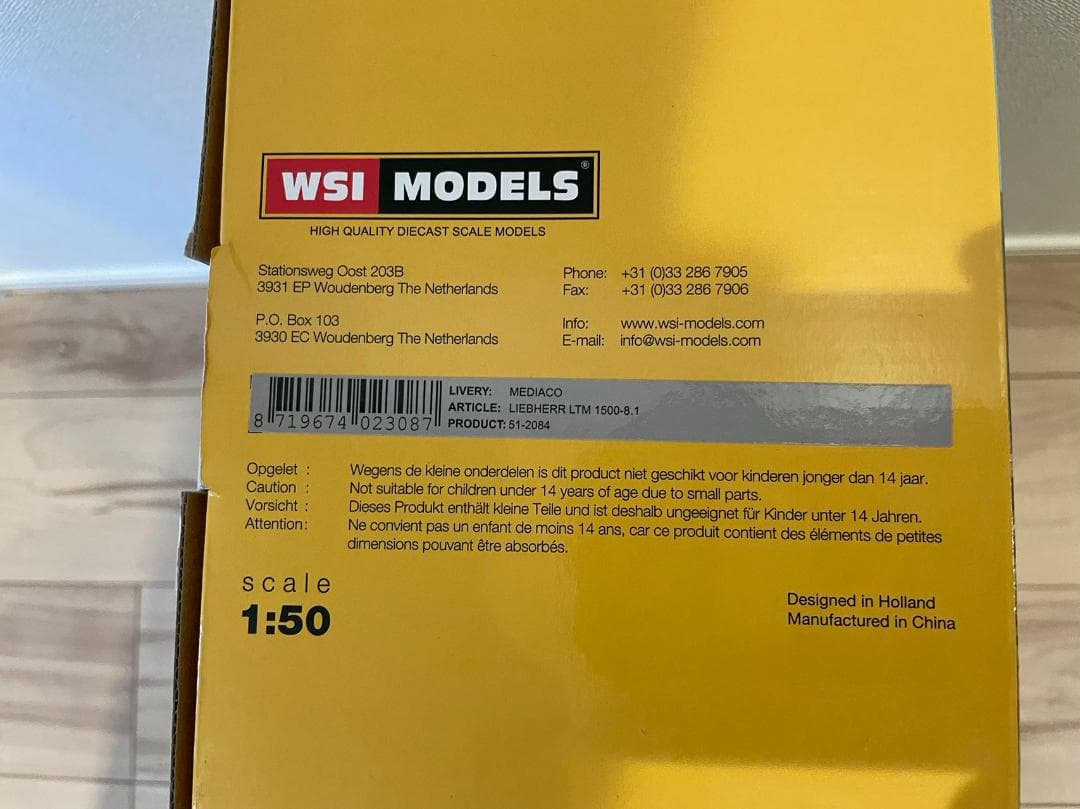 WSI MODELS®
HIGH QUALITY DIECAST SCALE MODELS
Stationsweg Oost 203B
3931 EP Woudenberg The Netherlands
P.O. Box 103
3930 EC Woudenberg The Netherlands
Phone: +31 (0)33 286 7905
Fax: +31 (0)33 286 7906
Info: www.wsi-models.com
E-mail: info@wsi-models.com
8 719674 023087
LIVERY: MEDIACO
ARTICLE: LIEBHERR LTM 1500-8.1
PRODUCT: 51-2084
Opgelet : Wegens de kleine onderdelen is dit product niet geschikt voor kinderen jonger dan 14 jaar.
Caution : Not suitable for children under 14 years of age due to small parts.
Vorsicht : Dieses Produkt enthält kleine Teile und ist deshalb ungeeignet für Kinder unter 14 Jahren.
Attention: Ne convient pas un enfant de moins 14 ans, car ce produit contient des éléments de petites
dimensions pouvant être absorbés.
scale
1:50
Designed in Holland
Manufactured in China